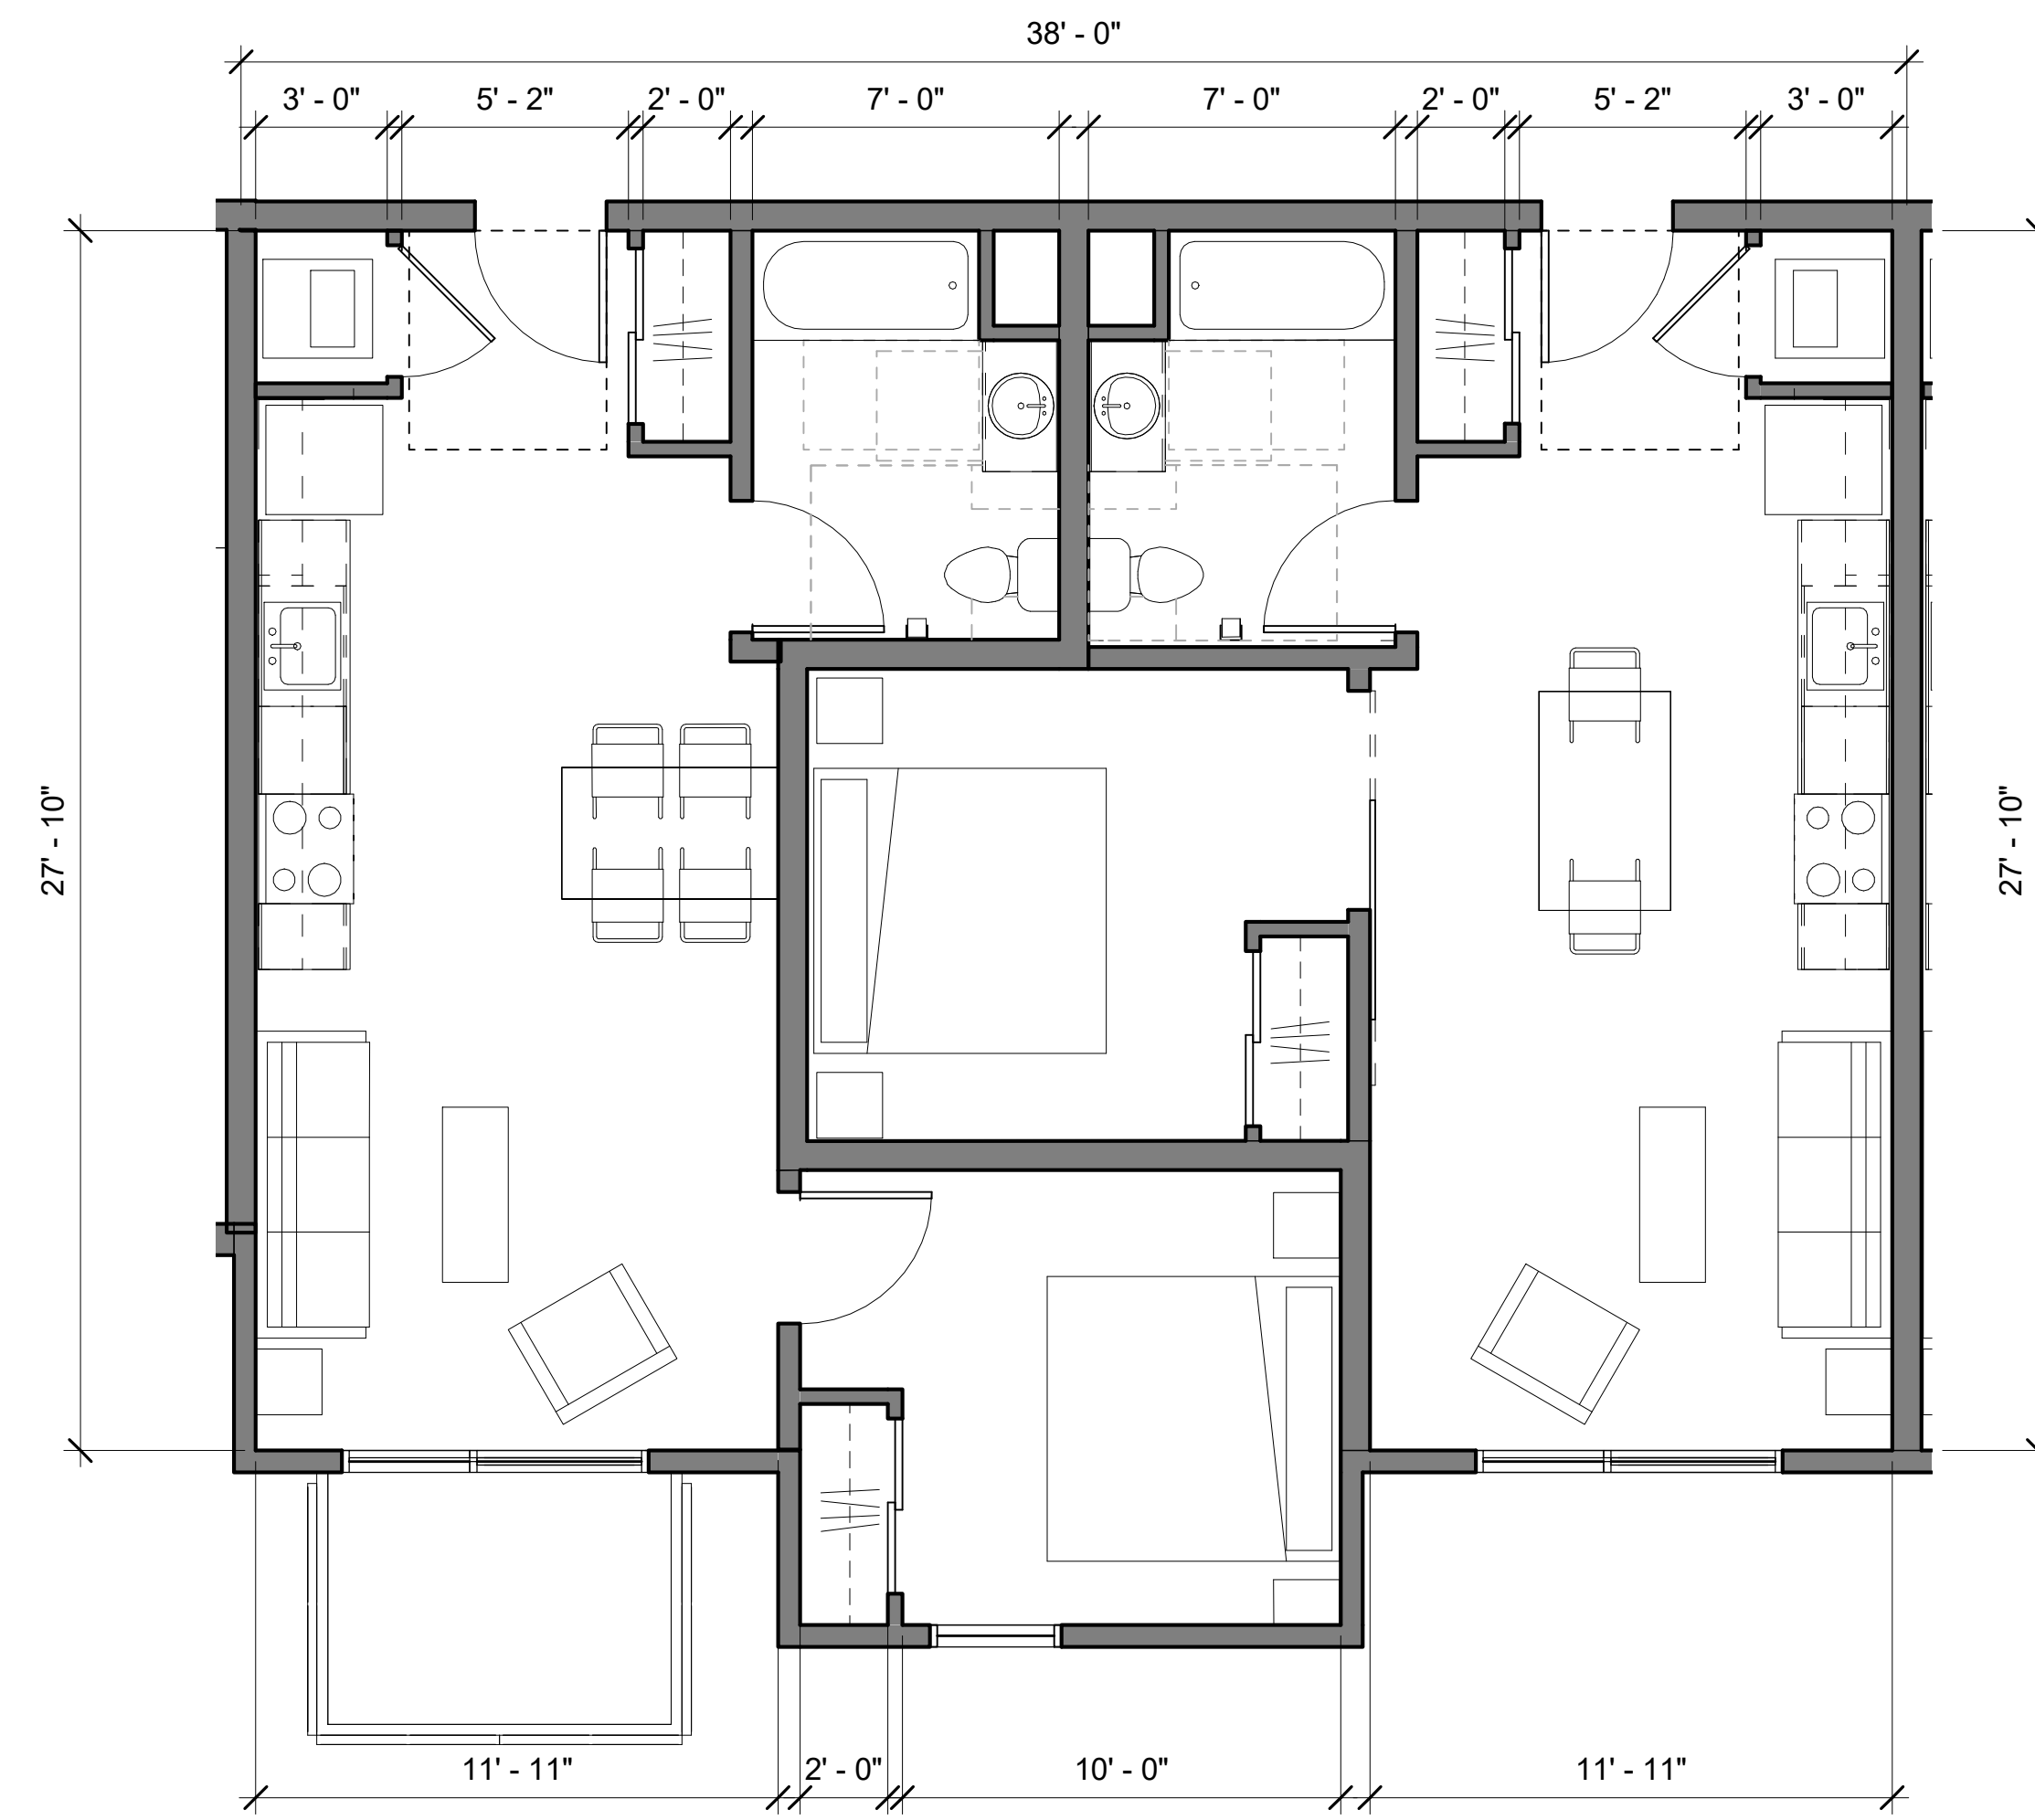 38' - 0"
3' - 0"
5' - 2"
2' - 0"
7' - 0"
7' - 0"
2' - 0"
5' - 2"
3' - 0"
27' - 10"
27' - 10"
11' - 11"
2' - 0"
10' - 0"
11' - 11"